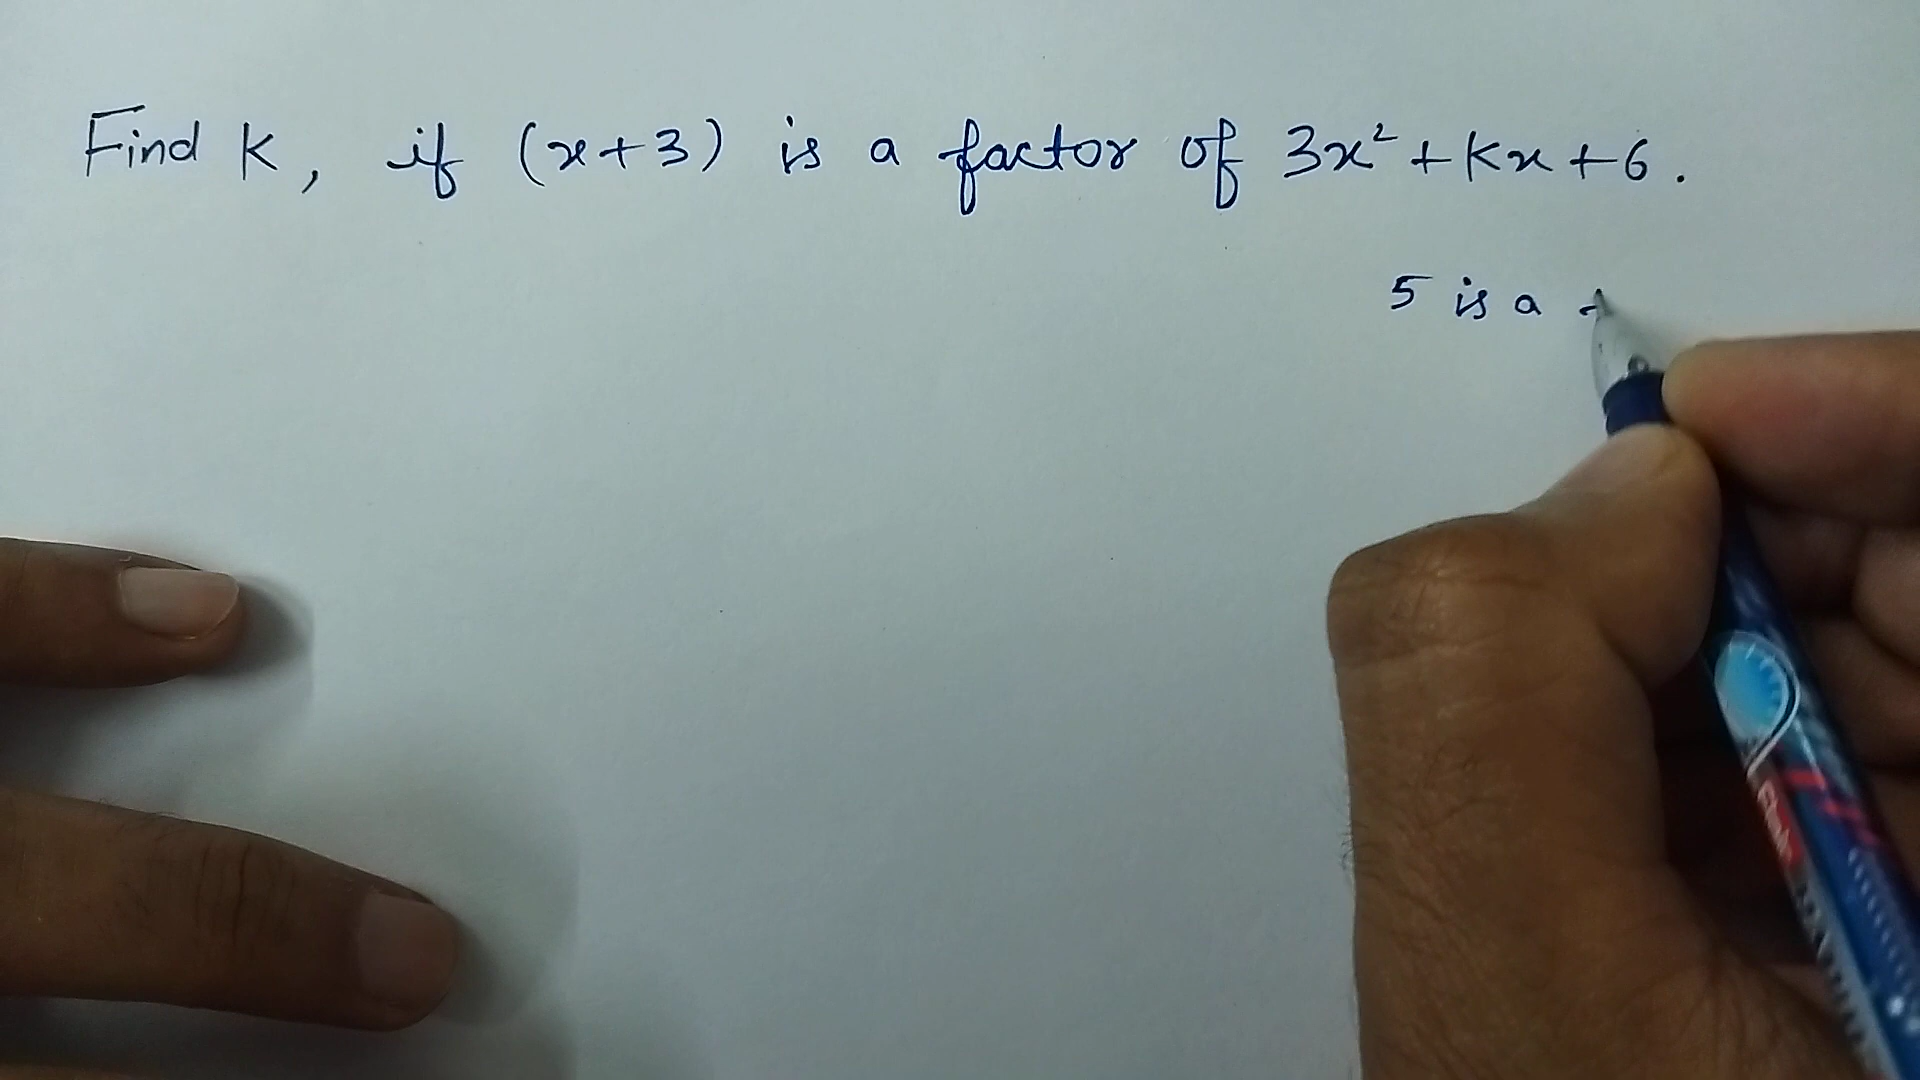 Find K, if (x+3) is a factor of 3x² + Kx + 6.
5 is a